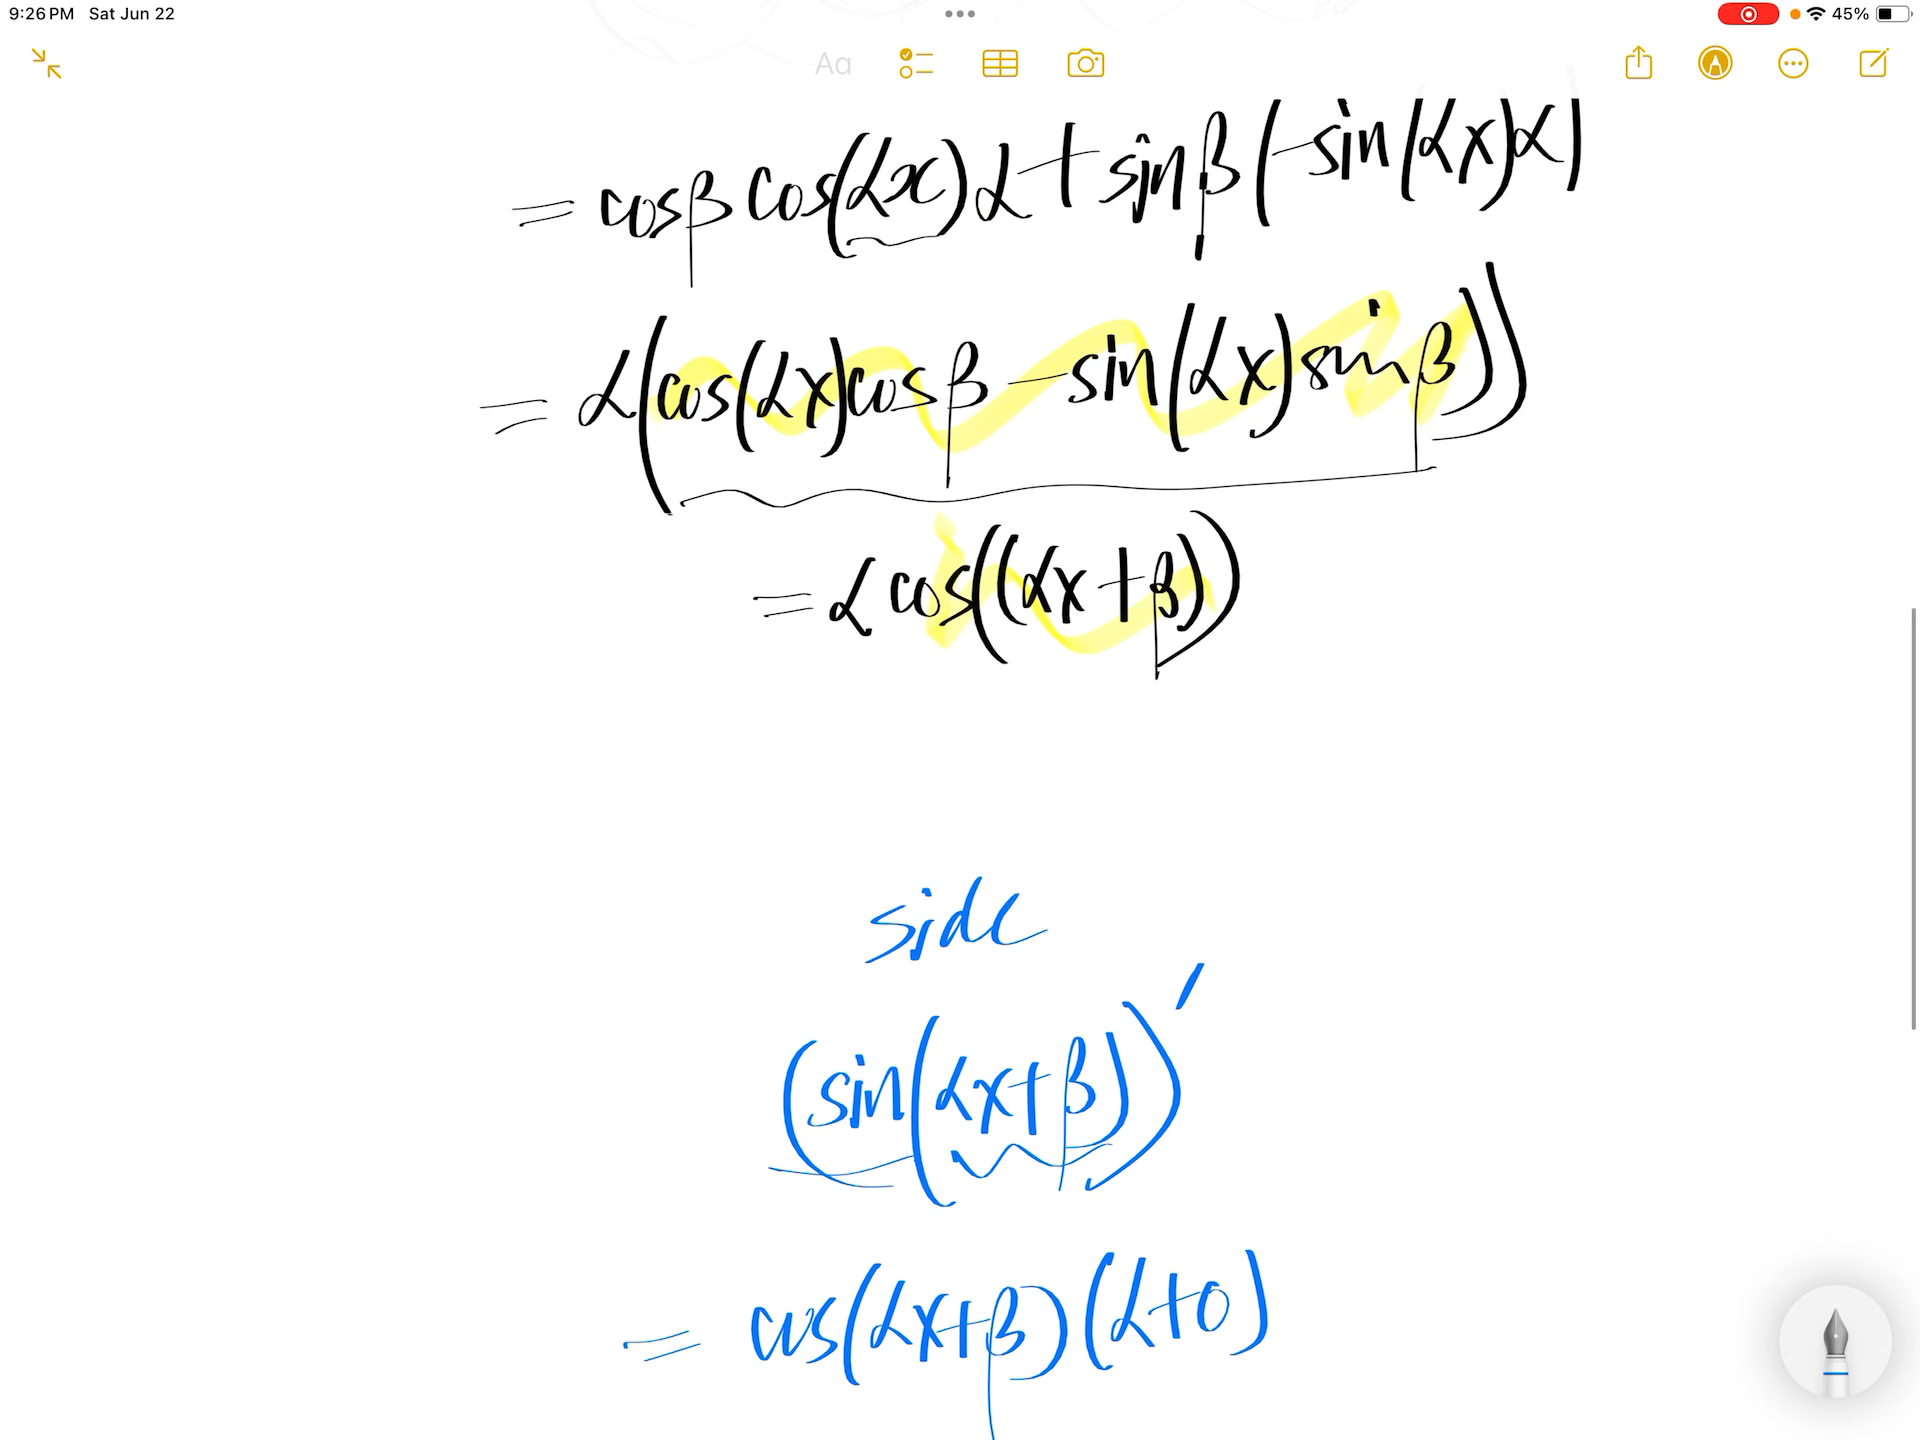 9:26 PM Sat Jun 22 45%
Aa
= cosβ cos(αx)α + sinβ(-sin(αx)α)
= α(cos(αx)cosβ - sin(αx)sinβ))
= α cos((αx+β))
side
(sin(αx+β))'
= cos(αx+β)(α+0)